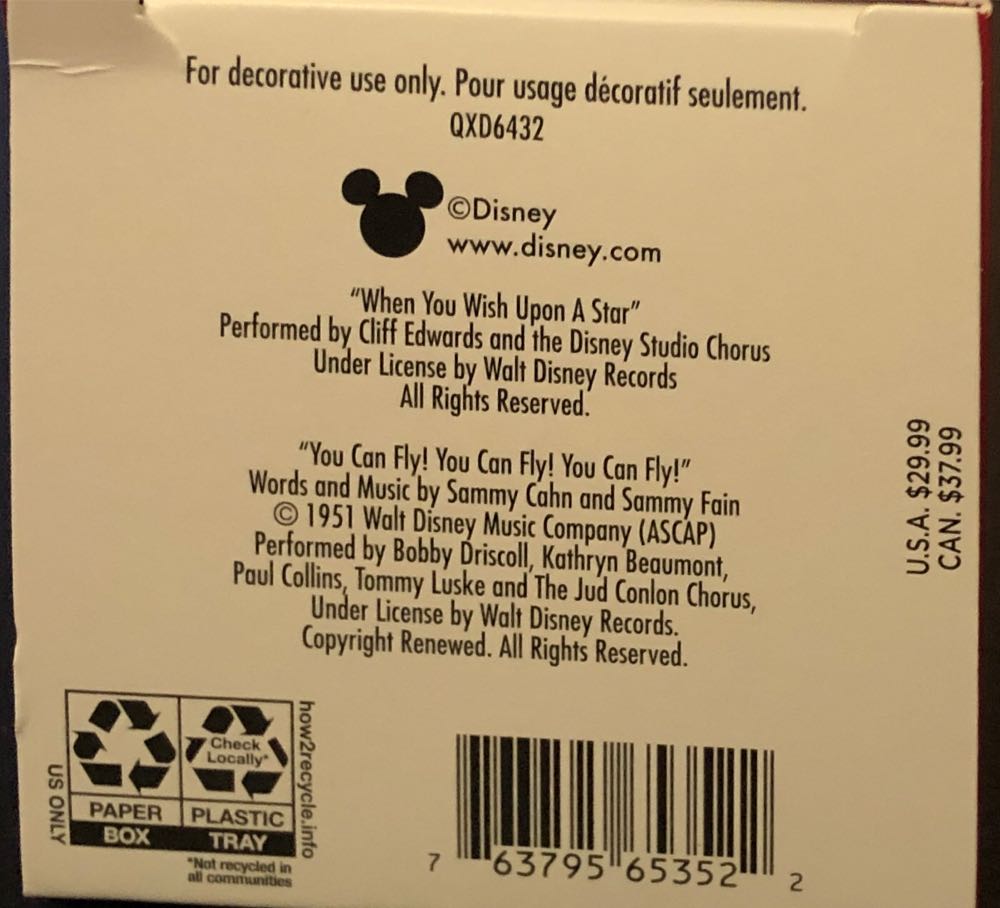 For decorative use only. Pour usage décoratif seulement.
QXD6432
©Disney
www.disney.com
“When You Wish Upon A Star”
Performed by Cliff Edwards and the Disney Studio Chorus
Under License by Walt Disney Records
All Rights Reserved.
“You Can Fly! You Can Fly! You Can Fly!”
Words and Music by Sammy Cahn and Sammy Fain
© 1951 Walt Disney Music Company (ASCAP)
Performed by Bobby Driscoll, Kathryn Beaumont,
Paul Collins, Tommy Luske and The Jud Conlon Chorus,
Under License by Walt Disney Records.
Copyright Renewed. All Rights Reserved.
U.S.A. $29.99
CAN. $37.99
US ONLY
Check
Locally*
PAPER
BOX
PLASTIC
TRAY
*Not recycled in
all communities
how2recycle.info
7 63795 65352 2